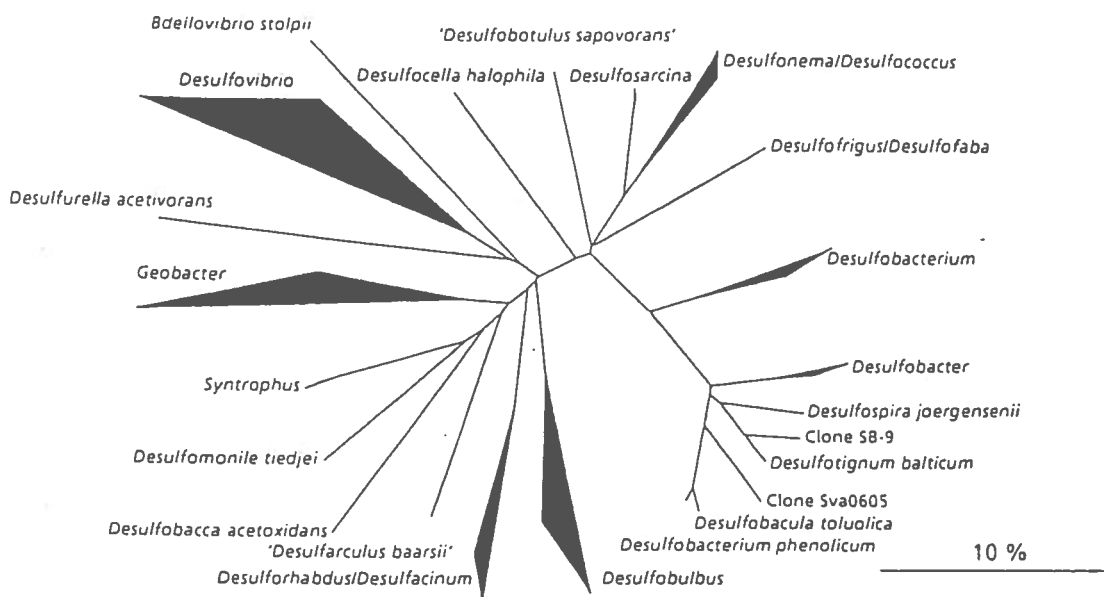 Bdellovibrio stolpii
'Desulfobotulus sapovorans'
Desulfovibrio
Desulfocella halophila
Desulfosarcina
Desulfonema/Desulfococcus
Desulfofrigus/Desulfofaba
Desulfurella acetivorans
Geobacter
Desulfobacterium
Syntrophus
Desulfobacter
Desulfospira joergensenii
Clone SB-9
Desulfomonile tiedjei
Desulfotignum balticum
Clone Sva0605
Desulfobacca acetoxidans
Desulfobacula toluolica
'Desulfarculus baarsii'
Desulfobacterium phenolicum
Desulforhabdus/Desulfacinum
Desulfobulbus
10 %